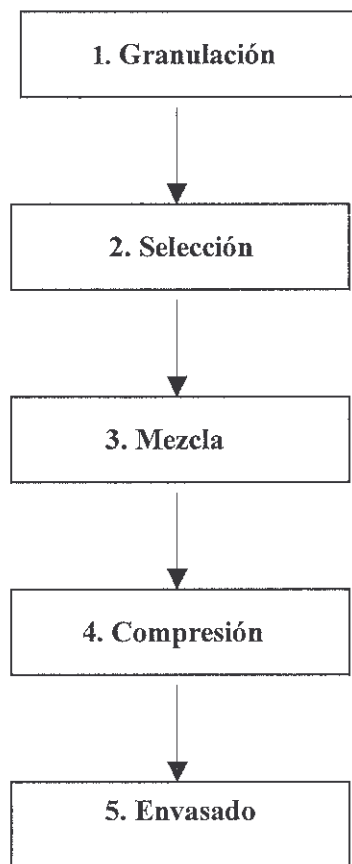 1. Granulación
2. Selección
3. Mezcla
4. Compresión
5. Envasado